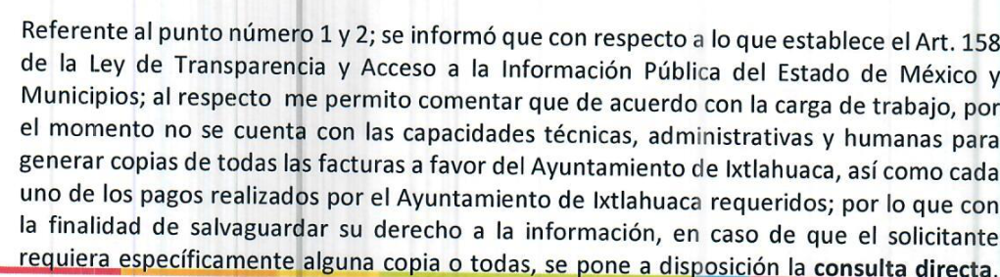 Referente al punto número 1 y 2; se informó que con respecto a lo que establece el Art. 158
de la Ley de Transparencia y Acceso a la Información Pública del Estado de México y
Municipios; al respecto me permito comentar que de acuerdo con la carga de trabajo, por
el momento no se cuenta con las capacidades técnicas, administrativas y humanas para
generar copias de todas las facturas a favor del Ayuntamiento de Ixtlahuaca, así como cada
uno de los pagos realizados por el Ayuntamiento de Ixtlahuaca requeridos; por lo que con
la finalidad de salvaguardar su derecho a la información, en caso de que el solicitante
requiera específicamente alguna copia o todas, se pone a disposición la consulta directa.